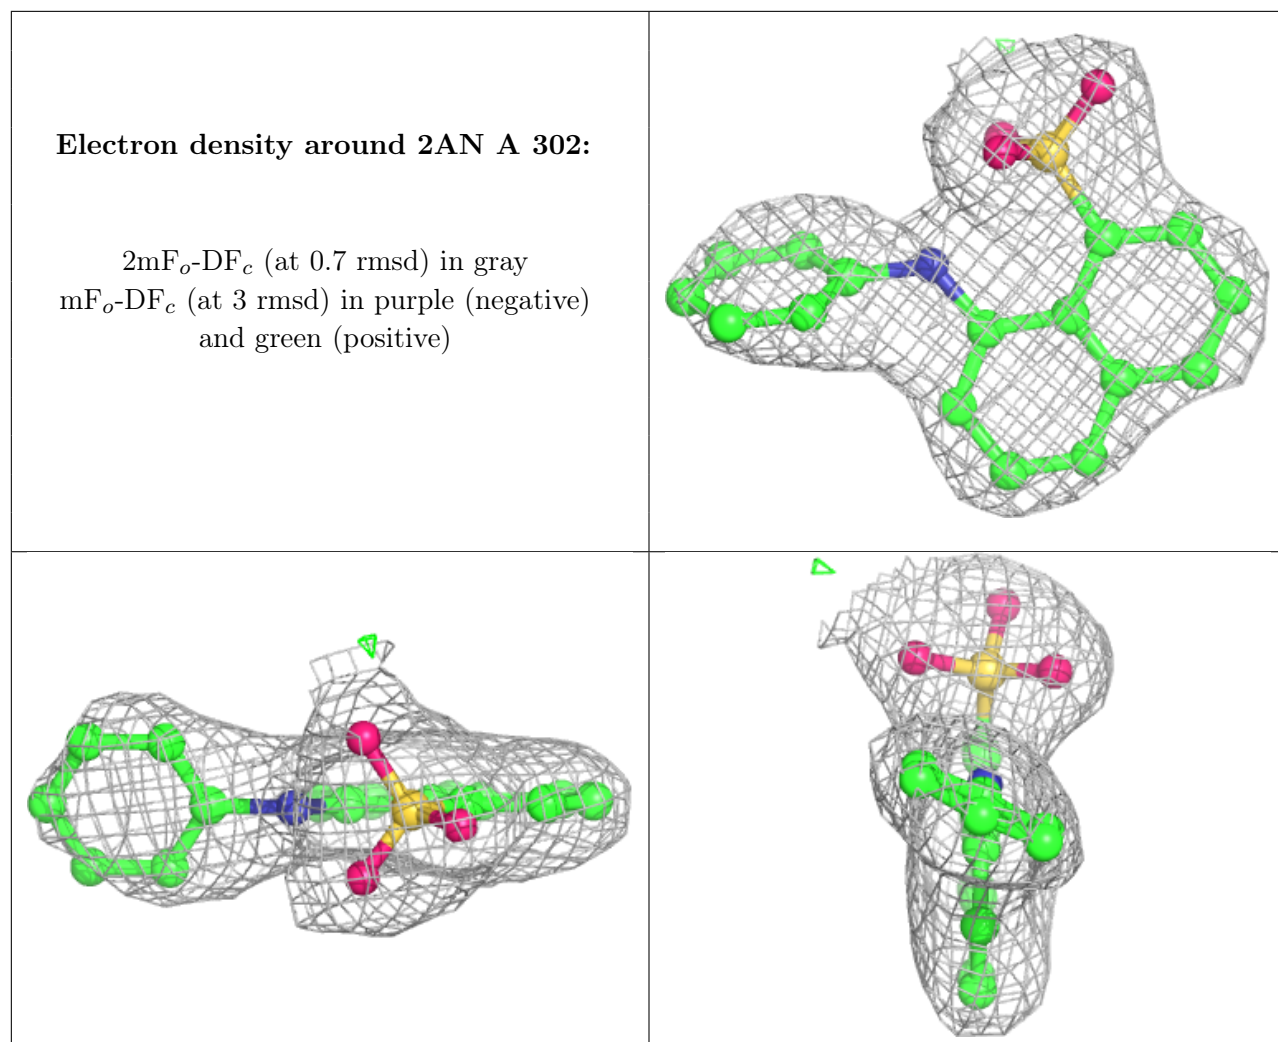 Electron density around 2AN A 302:
2mFo-DFc (at 0.7 rmsd) in gray
mFo-DFc (at 3 rmsd) in purple (negative)
and green (positive)